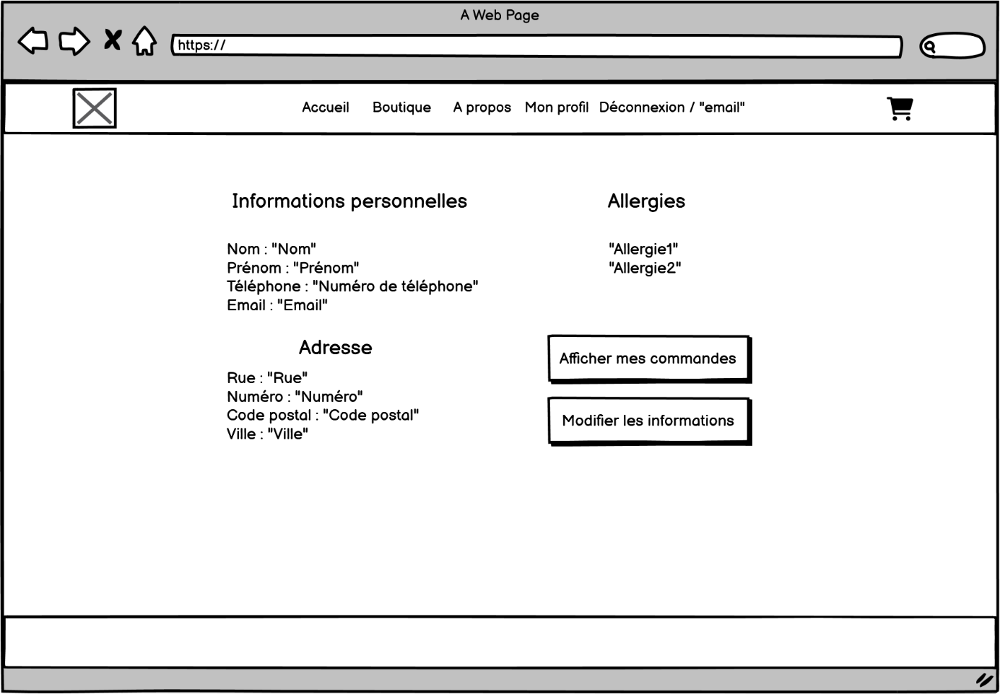 A Web Page
https://
Accueil Boutique A propos Mon profil Déconnexion / "email"
Informations personnelles
Nom : "Nom"
Prénom : "Prénom"
Téléphone : "Numéro de téléphone"
Email : "Email"
Adresse
Rue : "Rue"
Numéro : "Numéro"
Code postal : "Code postal"
Ville : "Ville"
Allergies
"Allergie1"
"Allergie2"
Afficher mes commandes
Modifier les informations